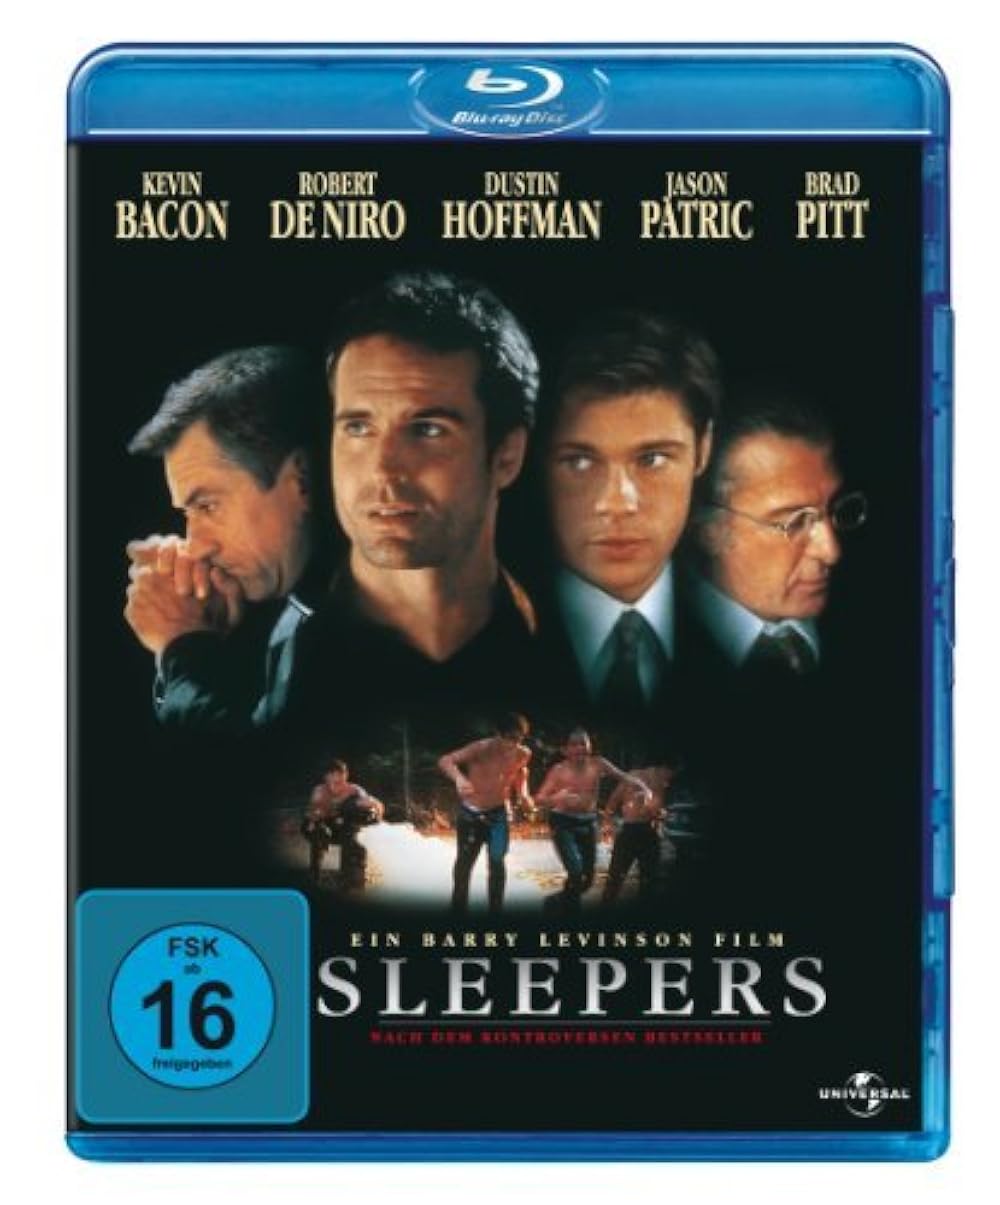 Blu-ray Disc
KEVIN BACON
ROBERT DE NIRO
DUSTIN HOFFMAN
JASON PATRIC
BRAD PITT
EIN BARRY LEVINSON FILM
SLEEPERS
NACH DEM KONTROVERSEN BESTSELLER
FSK
ab
16
freigegeben
UNIVERSAL